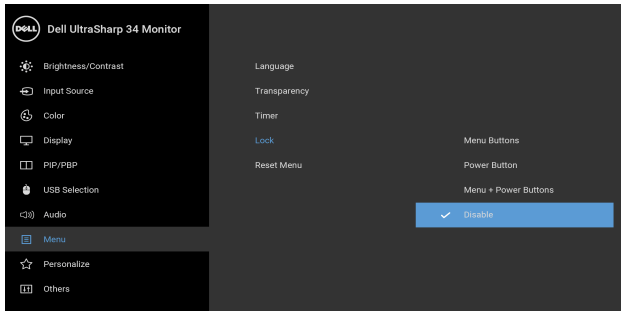 DELL
Dell UltraSharp 34 Monitor
Brightness/Contrast
Input Source
Color
Display
PIP/PBP
USB Selection
Audio
Menu
Personalize
Others
Language
Transparency
Timer
Lock
Reset Menu
Menu Buttons
Power Button
Menu + Power Buttons
Disable